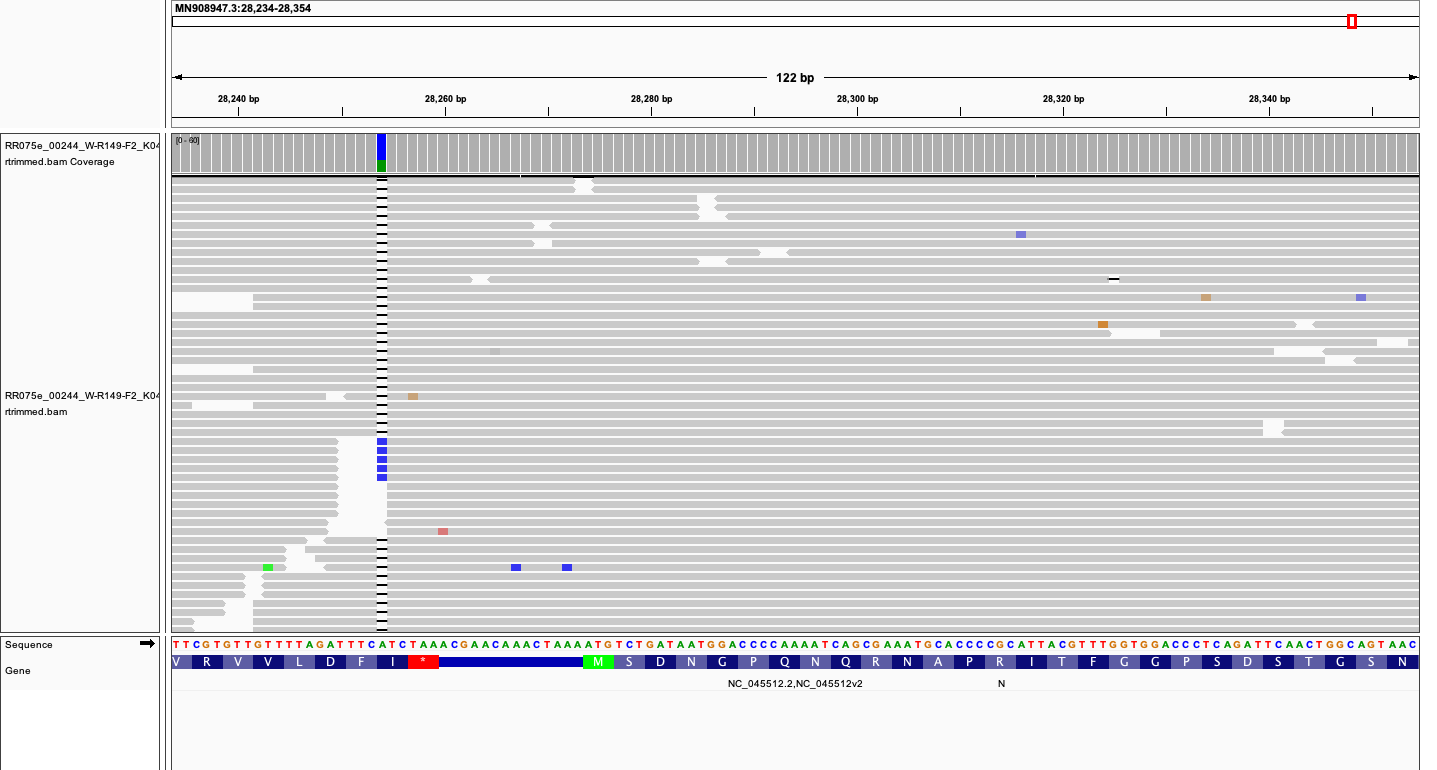 MN908947.3:28,234-28,354
122 bp
28,240 bp 28,260 bp 28,280 bp 28,300 bp 28,320 bp 28,340 bp
RR075e_00244_W-R149-F2_K04
rtrimmed.bam Coverage
[0 - 60]
RR075e_00244_W-R149-F2_K04
rtrimmed.bam
Sequence
TTCGTGTTGTTTTAGATTTCATCTAAACGAACAAACTAAAATGTCTGATAATGGACCCCAAAATCAGCGAAATGCACCCCGCATTACGTTTGGTGGACCCTCAGATTCAACTGGCAGTAAC
Gene
V R V V L D F I * M S D N G P Q N Q R N A P R I T F G G P S D S T G S N
NC_045512.2,NC_045512v2 N